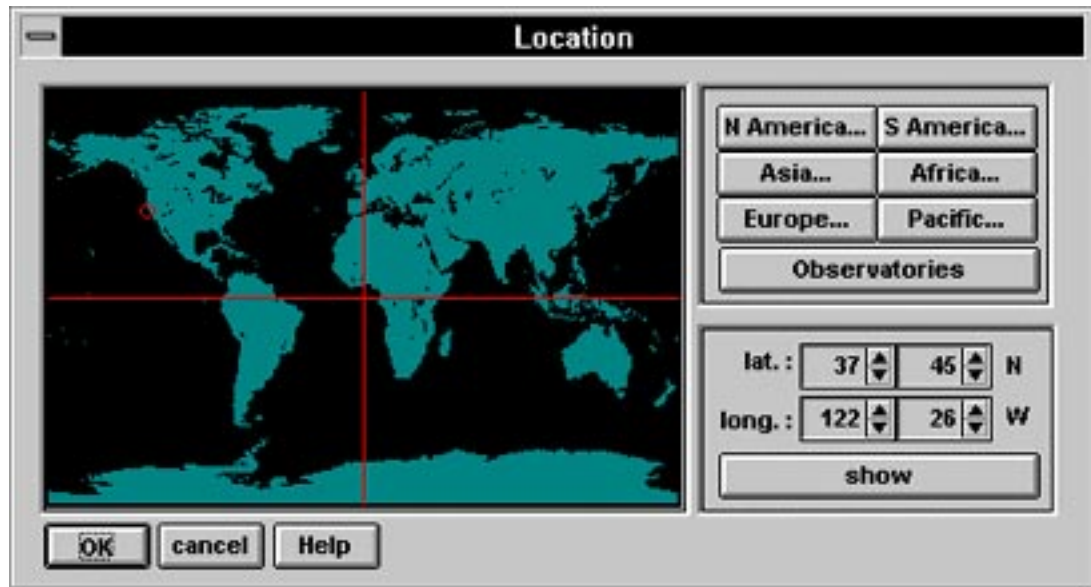 Location
N America... S America...
Asia... Africa...
Europe... Pacific...
Observatories
lat. : 37 45 N
long. : 122 26 W
show
OK cancel Help